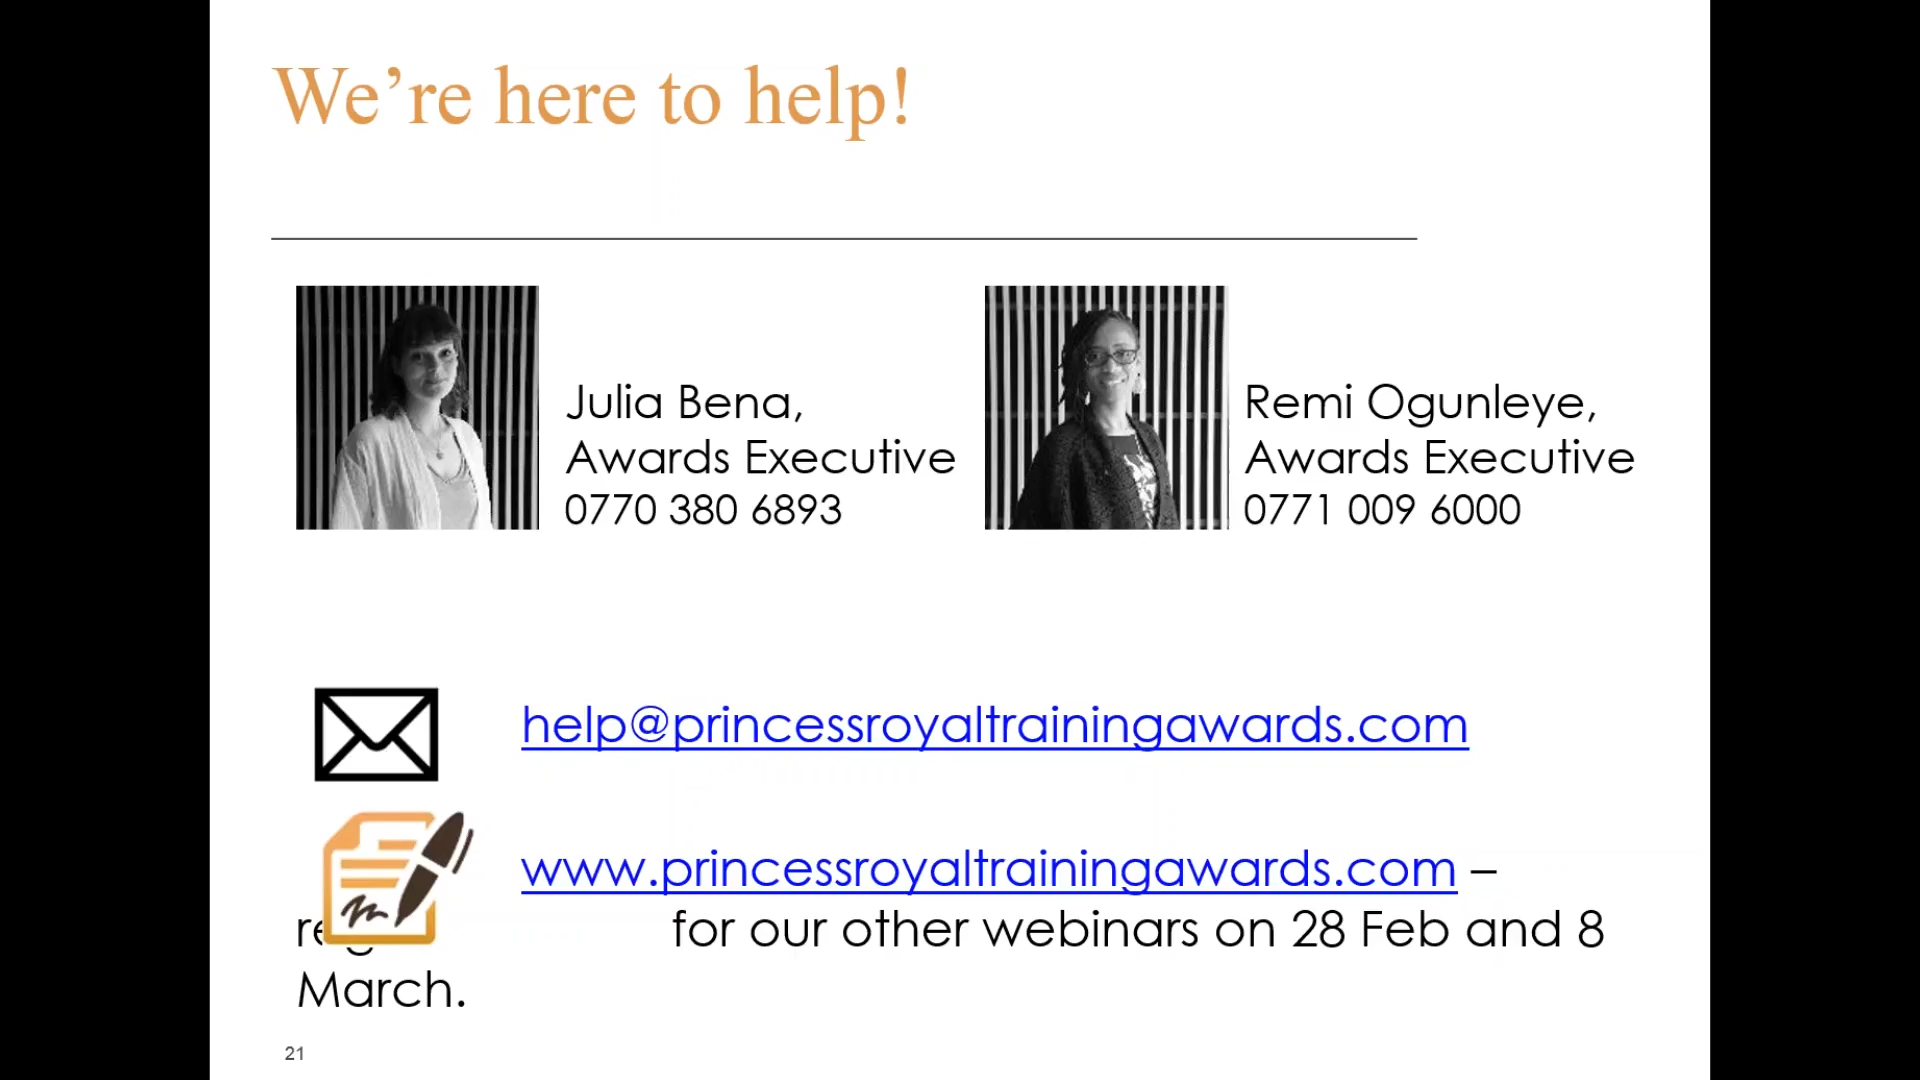 We’re here to help!
Julia Bena,
Awards Executive
0770 380 6893
Remi Ogunleye,
Awards Executive
0771 009 6000
help@princessroyaltrainingawards.com
www.princessroyaltrainingawards.com –
for our other webinars on 28 Feb and 8
March.
21